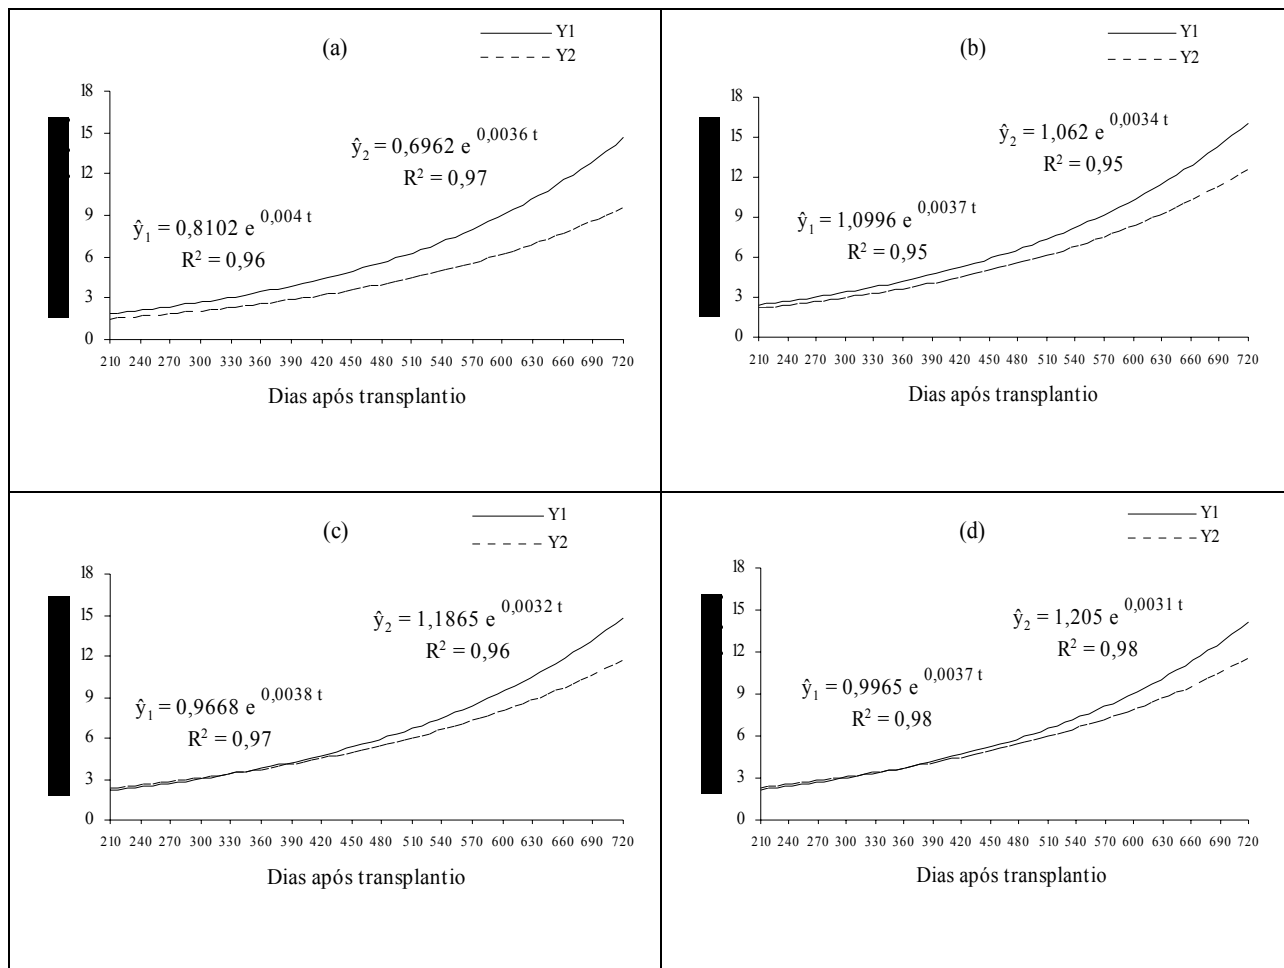 (a)
Y1
Y2
18
15
12
9
6
3
0
ŷ2 = 0,6962 e 0,0036 t
R2 = 0,97
ŷ1 = 0,8102 e 0,004 t
R2 = 0,96
210 240 270 300 330 360 390 420 450 480 510 540 570 600 630 660 690 720
Dias após transplantio
(b)
Y1
Y2
18
15
12
9
6
3
0
ŷ2 = 1,062 e 0,0034 t
R2 = 0,95
ŷ1 = 1,0996 e 0,0037 t
R2 = 0,95
210 240 270 300 330 360 390 420 450 480 510 540 570 600 630 660 690 720
Dias após transplantio
(c)
Y1
Y2
18
15
12
9
6
3
0
ŷ2 = 1,1865 e 0,0032 t
R2 = 0,96
ŷ1 = 0,9668 e 0,0038 t
R2 = 0,97
210 240 270 300 330 360 390 420 450 480 510 540 570 600 630 660 690 720
Dias após transplantio
(d)
Y1
Y2
18
15
12
9
6
3
0
ŷ2 = 1,205 e 0,0031 t
R2 = 0,98
ŷ1 = 0,9965 e 0,0037 t
R2 = 0,98
210 240 270 300 330 360 390 420 450 480 510 540 570 600 630 660 690 720
Dias após transplantio